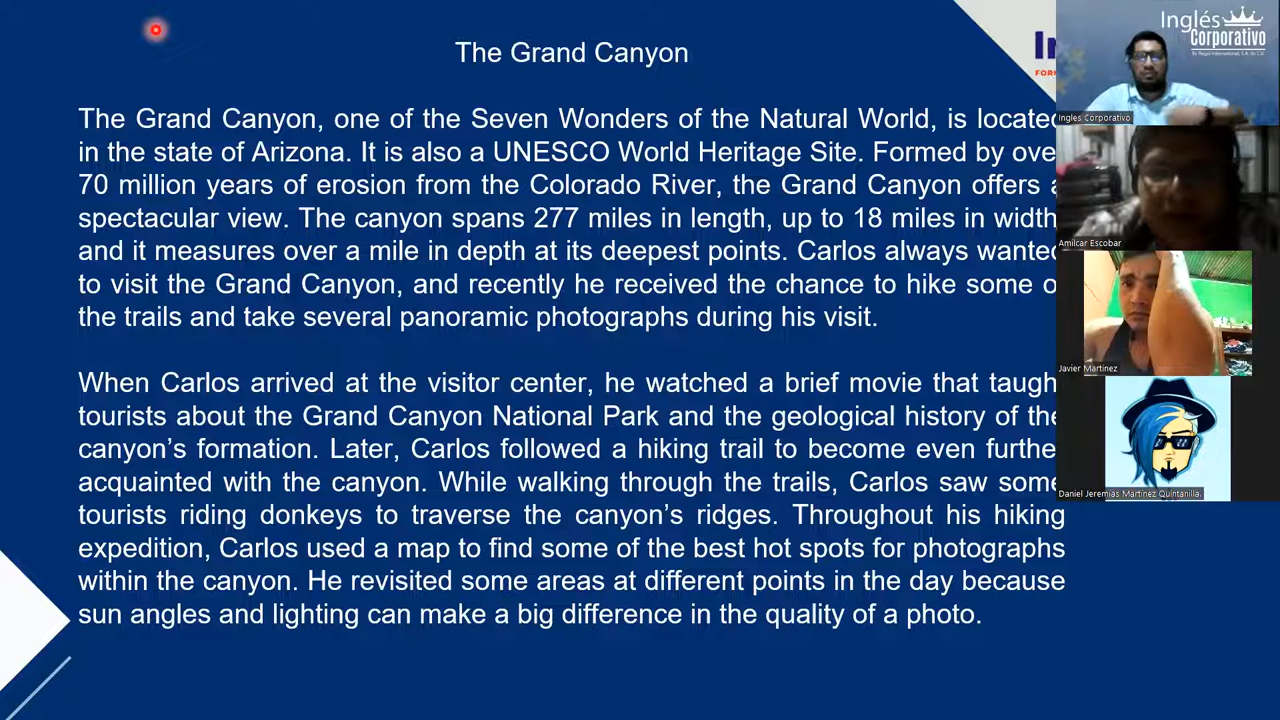 The Grand Canyon
The Grand Canyon, one of the Seven Wonders of the Natural World, is located
in the state of Arizona. It is also a UNESCO World Heritage Site. Formed by over
70 million years of erosion from the Colorado River, the Grand Canyon offers a
spectacular view. The canyon spans 277 miles in length, up to 18 miles in width
and it measures over a mile in depth at its deepest points. Carlos always wanted
to visit the Grand Canyon, and recently he received the chance to hike some o
the trails and take several panoramic photographs during his visit.
When Carlos arrived at the visitor center, he watched a brief movie that taugh
tourists about the Grand Canyon National Park and the geological history of the
canyon’s formation. Later, Carlos followed a hiking trail to become even furthe
acquainted with the canyon. While walking through the trails, Carlos saw some
tourists riding donkeys to traverse the canyon’s ridges. Throughout his hiking
expedition, Carlos used a map to find some of the best hot spots for photographs
within the canyon. He revisited some areas at different points in the day because
sun angles and lighting can make a big difference in the quality of a photo.
Inglés
Corporativo
Ingles Corporativo
Amilcar Escobar
Javier Martinez
Daniel Jeremias Martinez Quintanilla.